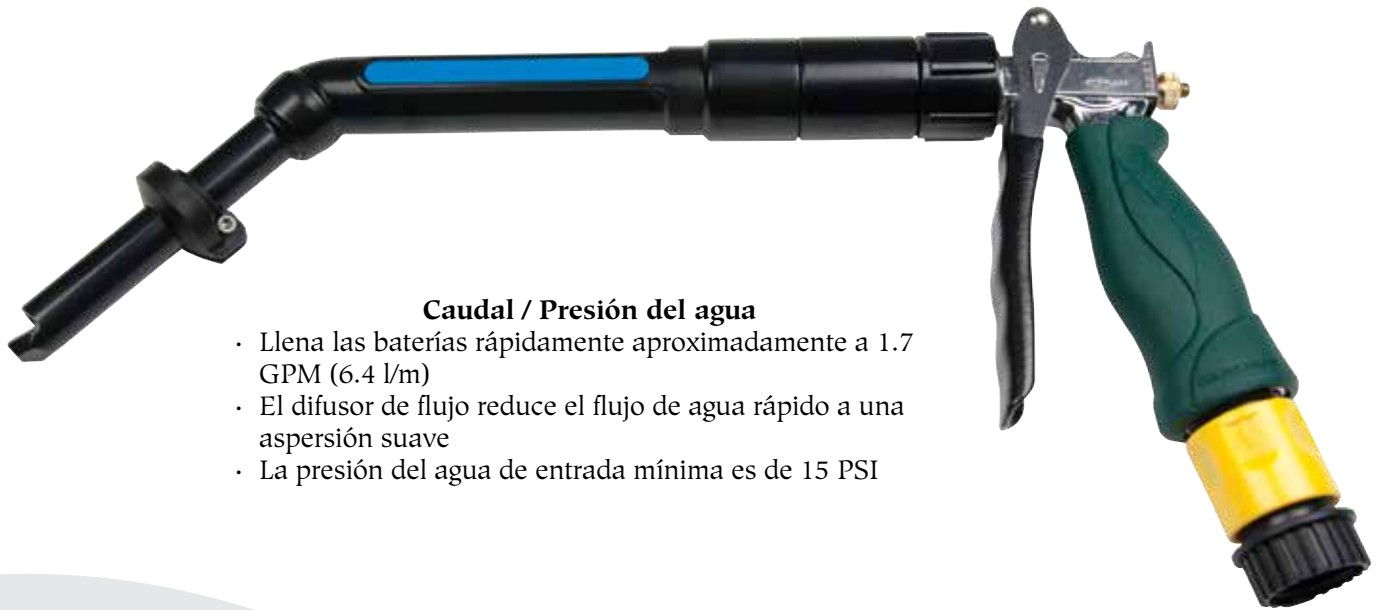 Caudal / Presión del agua
· Llena las baterías rápidamente aproximadamente a 1.7
GPM (6.4 l/m)
· El difusor de flujo reduce el flujo de agua rápido a una
aspersión suave
· La presión del agua de entrada mínima es de 15 PSI